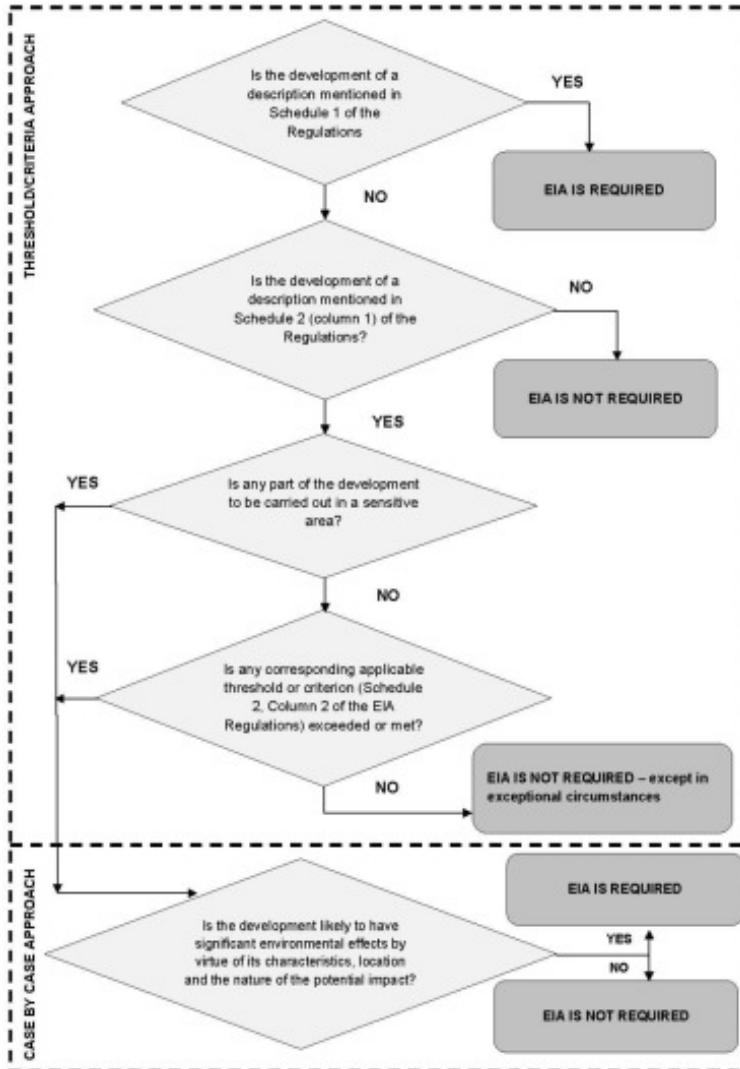 THRESHOLD/CRITERIA APPROACH
Is the development of a
description mentioned in
Schedule 1 of the
Regulations
YES
EIA IS REQUIRED
NO
Is the development of a
description mentioned in
Schedule 2 (column 1) of the
Regulations?
NO
EIA IS NOT REQUIRED
YES
Is any part of the development
to be carried out in a sensitive
area?
YES
NO
Is any corresponding applicable
threshold or criterion (Schedule
2, Column 2 of the EIA
Regulations) exceeded or met?
YES
NO
EIA IS NOT REQUIRED – except in
exceptional circumstances
CASE BY CASE APPROACH
Is the development likely to have
significant environmental effects by
virtue of its characteristics, location
and the nature of the potential impact?
EIA IS REQUIRED
YES
NO
EIA IS NOT REQUIRED